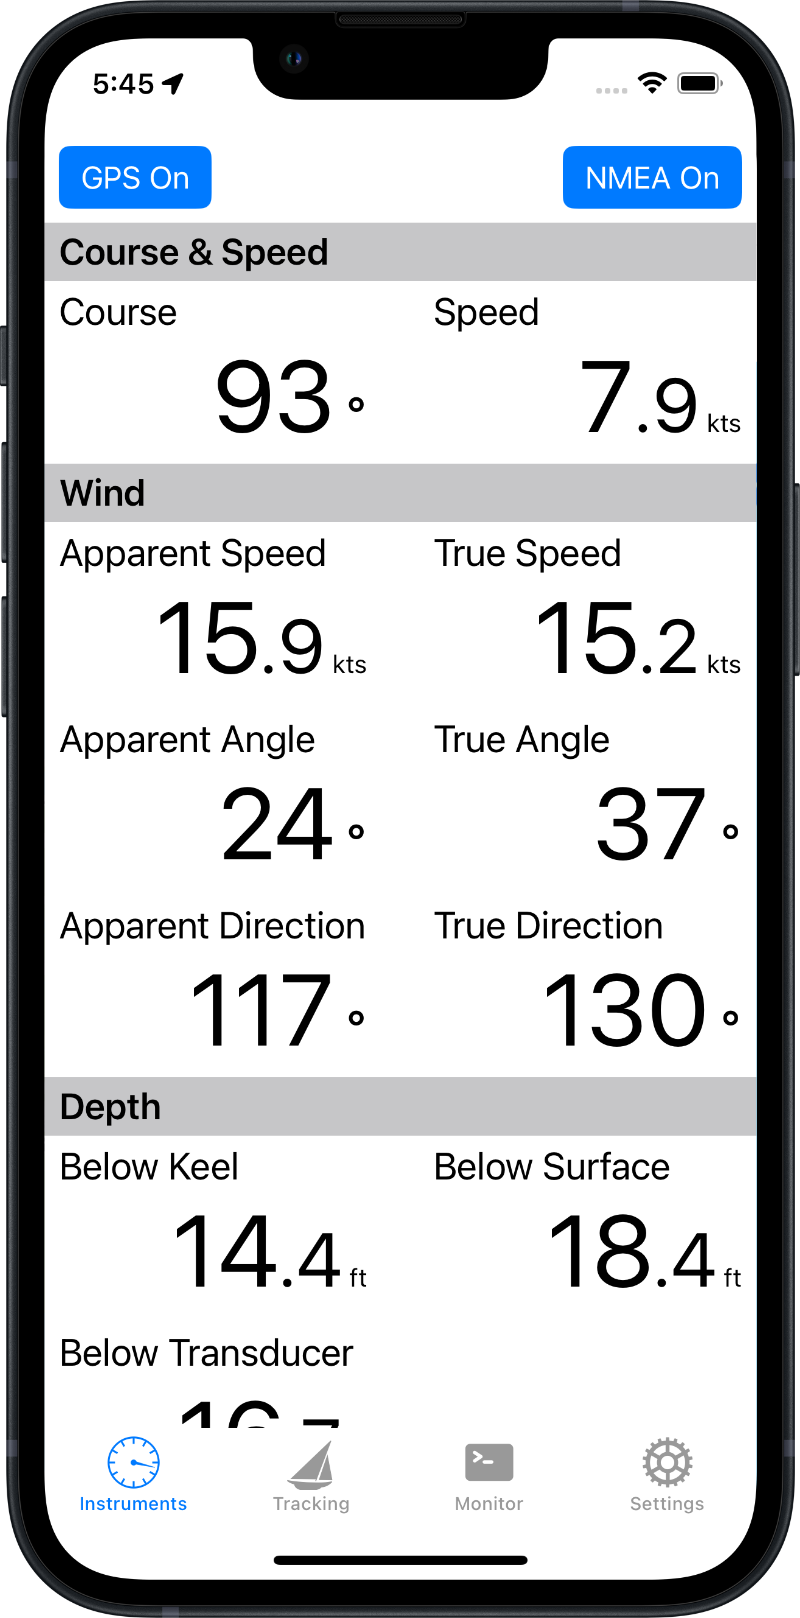 5:45
GPS On NMEA On
Course & Speed
Course Speed
93 ° 7.9 kts
Wind
Apparent Speed True Speed
15.9 kts 15.2 kts
Apparent Angle True Angle
24 ° 37 °
Apparent Direction True Direction
117 ° 130 °
Depth
Below Keel Below Surface
14.4 ft 18.4 ft
Below Transducer
Instruments Tracking Monitor Settings